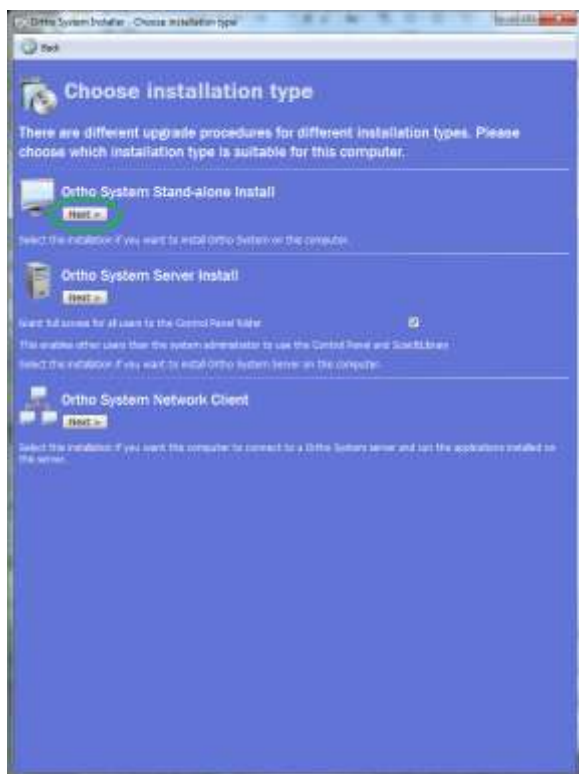 Ortho System Installer - Choose installation type
Back
Choose installation type
There are different upgrade procedures for different installation types. Please
choose which installation type is suitable for this computer.
Ortho System Stand-alone Install
Next >
Select this installation if you want to install Ortho System on this computer.
Ortho System Server Install
Next >
Grant full access for all users to the Control Panel folder
This enables other users than the system administrator to use the Control Panel and
Select this installation if you want to install Ortho System Server on this computer.
Ortho System Network Client
Next >
Select this installation if you want this computer to connect to a Ortho System server and run the applications installed on
the server.